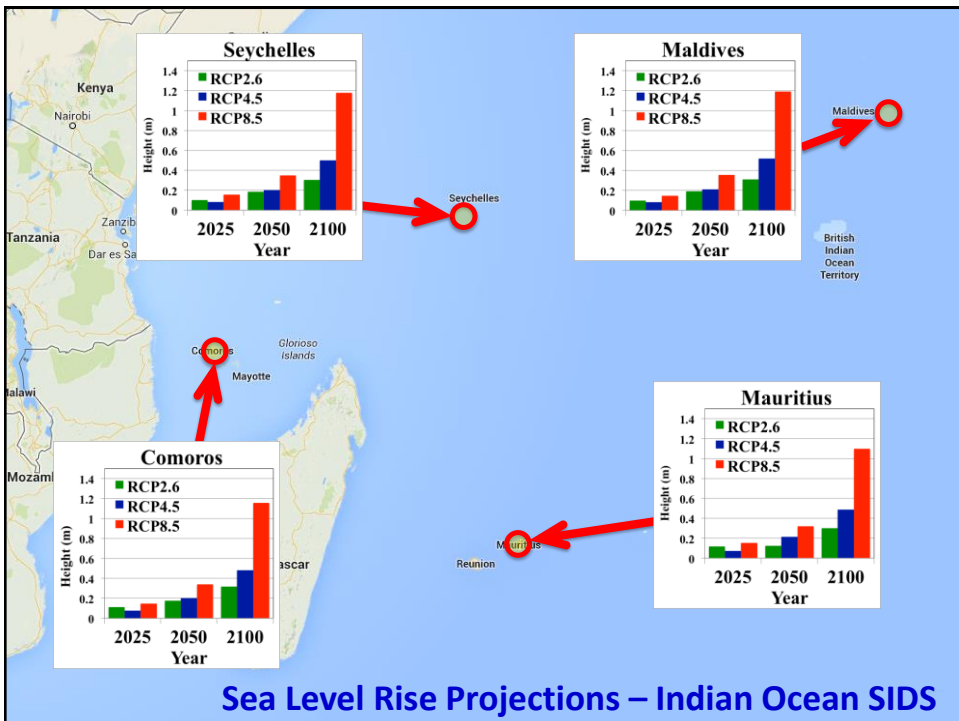 Seychelles
1.4
1.2
1
0.8
0.6
0.4
0.2
0
Height (m)
RCP2.6
RCP4.5
RCP8.5
2025 2050 2100
Year
Maldives
1.4
1.2
1
0.8
0.6
0.4
0.2
0
Height (m)
RCP2.6
RCP4.5
RCP8.5
2025 2050 2100
Year
Kenya
Nairobi
Maldives
Seychelles
Zanzib
Tanzania
Dar es Sa
British
Indian
Ocean
Territory
Comoros
Glorioso
Islands
Mayotte
Malawi
Mozam
Comoros
1.4
1.2
1
0.8
0.6
0.4
0.2
0
Height (m)
RCP2.6
RCP4.5
RCP8.5
2025 2050 2100
Year
ascar
Mauritius
1.4
1.2
1
0.8
0.6
0.4
0.2
0
Height (m)
RCP2.6
RCP4.5
RCP8.5
2025 2050 2100
Year
Mauritius
Reunion
Sea Level Rise Projections – Indian Ocean SIDS